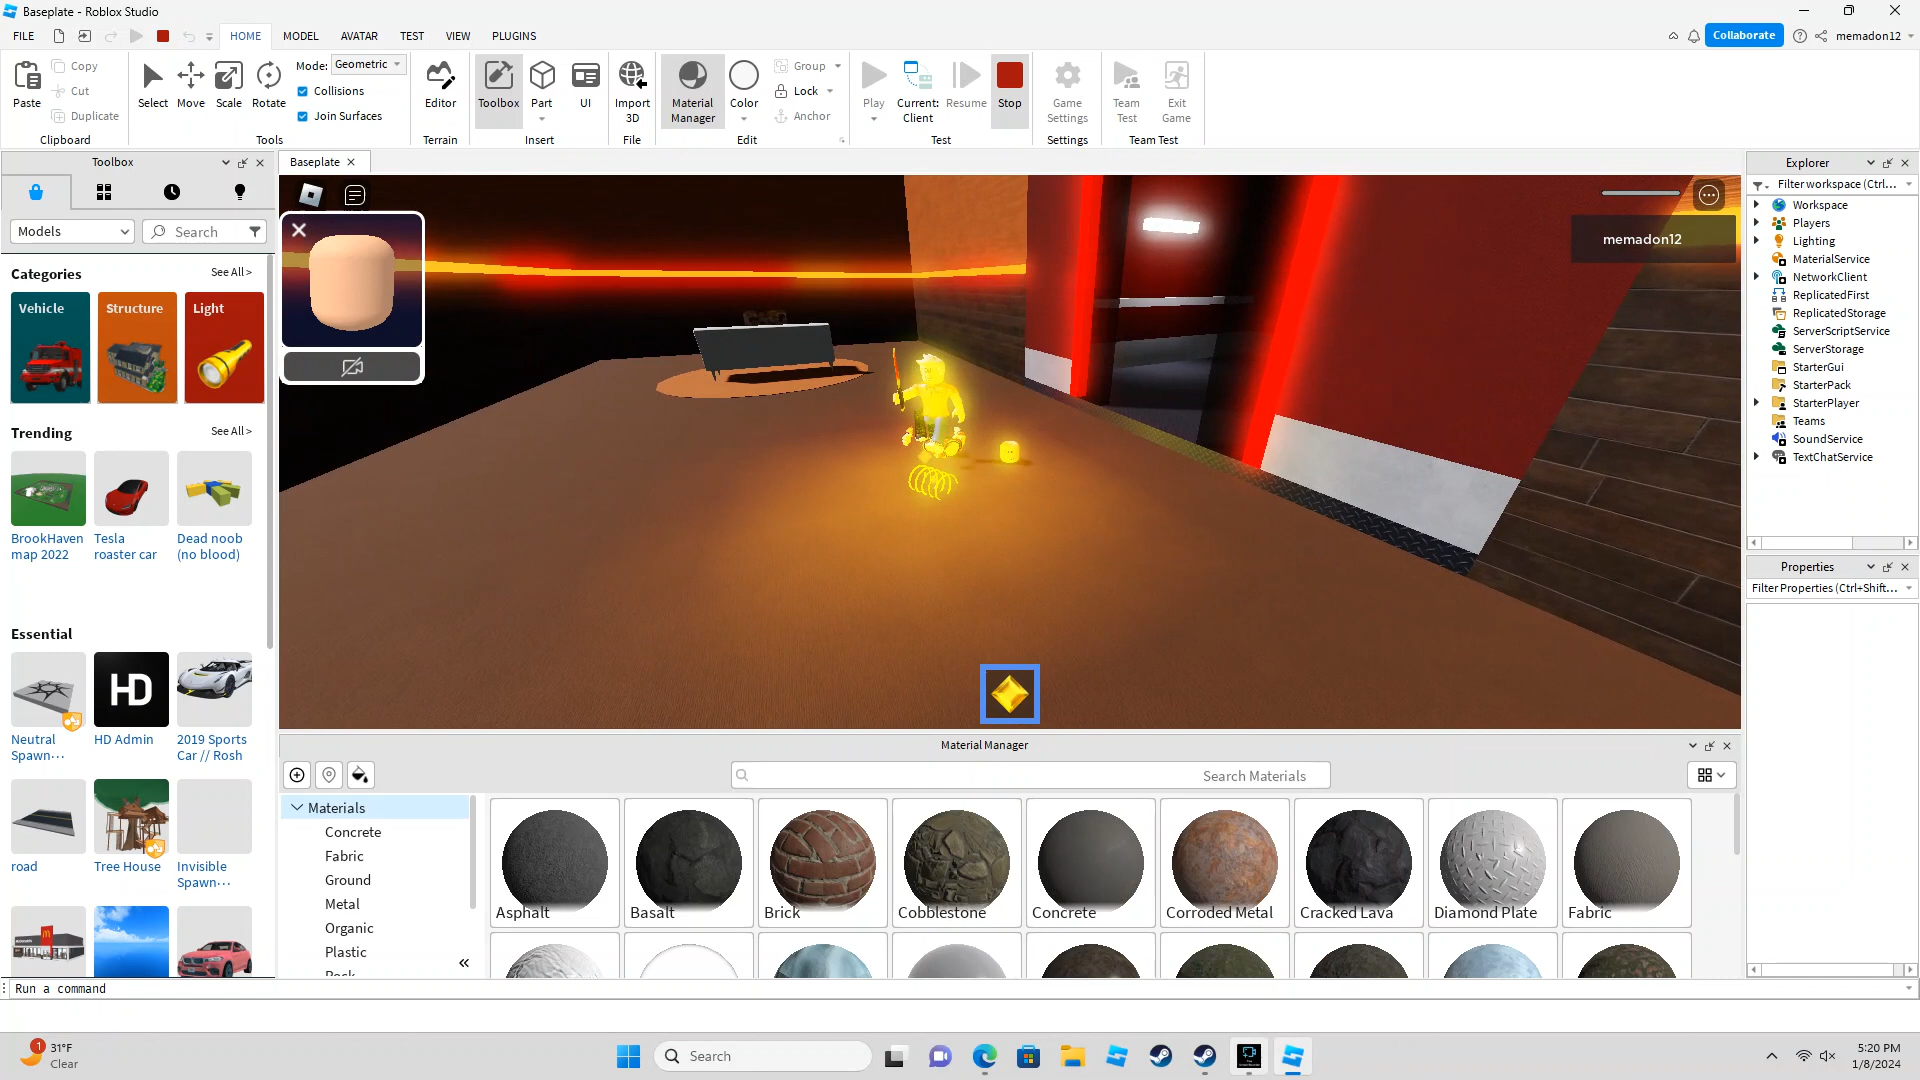 Baseplate - Roblox Studio
FILE HOME MODEL AVATAR TEST VIEW PLUGINS Collaborate memadon12
Paste Copy Cut Duplicate
Clipboard
Select Move Scale Rotate
Mode: Geometric
Collisions
Join Surfaces
Tools
Editor
Terrain
Toolbox Part UI
Insert
Import 3D
File
Material Manager Color Group Lock Anchor
Edit
Play Current: Client Resume Stop
Test
Game Settings
Settings
Team Test Exit Game
Team Test
Toolbox
Models Search
Categories See All >
Vehicle Structure Light
Trending See All >
BrookHaven map 2022
Tesla roaster car
Dead noob (no blood)
Essential
Neutral Spawn...
HD
HD Admin
2019 Sports Car // Rosh
road
Tree House
Invisible Spawn...
Baseplate
memadon12
Explorer
Filter workspace (Ctrl...
Workspace
Players
Lighting
MaterialService
NetworkClient
ReplicatedFirst
ReplicatedStorage
ServerScriptService
ServerStorage
StarterGui
StarterPack
StarterPlayer
Teams
SoundService
TextChatService
Properties
Filter Properties (Ctrl+Shift...
Material Manager
Search Materials
Materials
Concrete
Fabric
Ground
Metal
Organic
Plastic
Asphalt Basalt Brick Cobblestone Concrete Corroded Metal Cracked Lava Diamond Plate Fabric
Run a command
1
31°F
Clear
Search
5:20 PM
1/8/2024